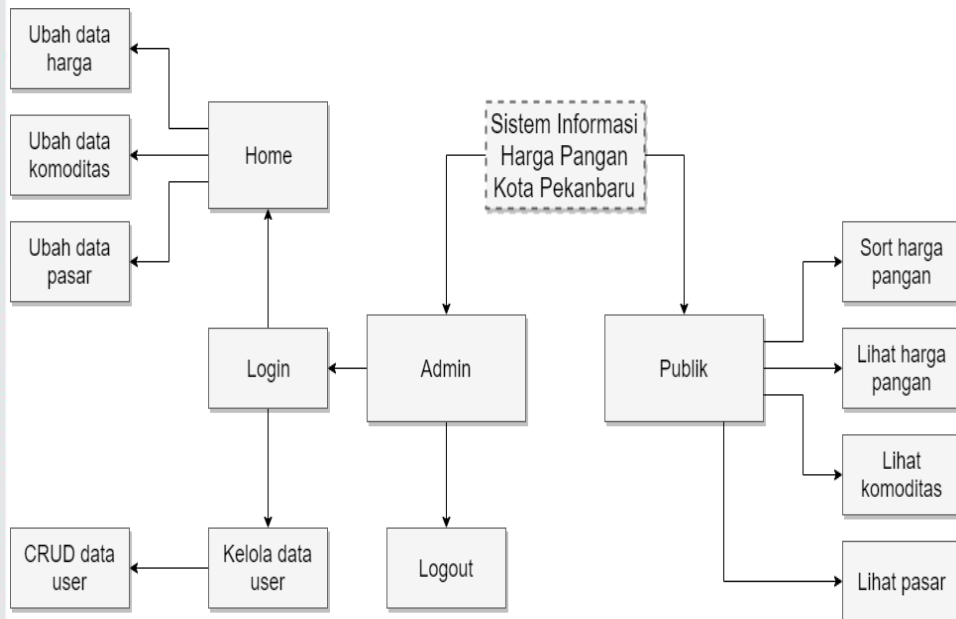 Ubah data
harga
Ubah data
komoditas
Ubah data
pasar
Home
Sistem Informasi
Harga Pangan
Kota Pekanbaru
Sort harga
pangan
Lihat harga
pangan
Lihat
komoditas
Lihat pasar
Login
Admin
Publik
CRUD data
user
Kelola data
user
Logout